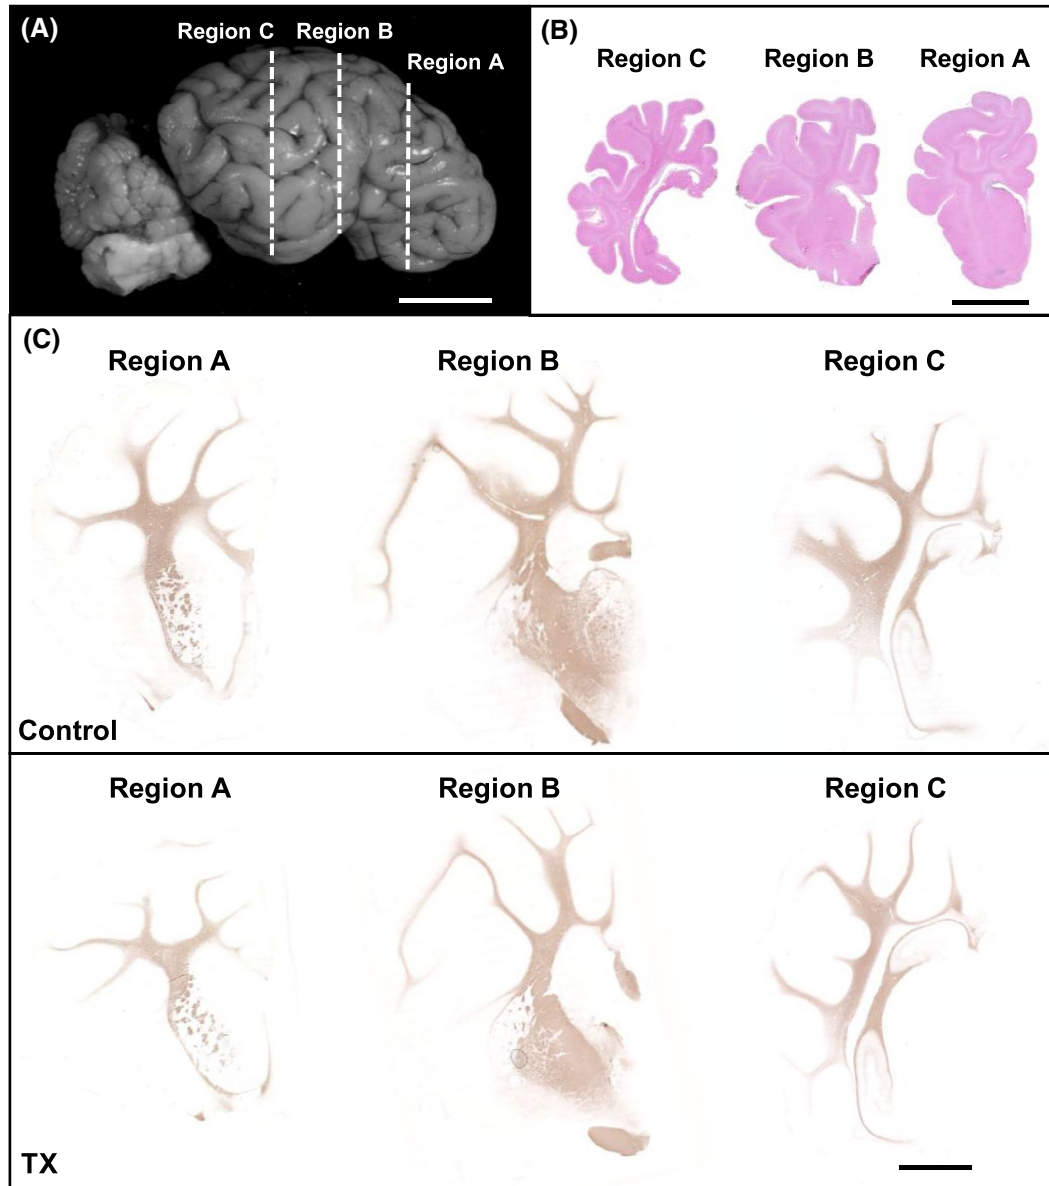 (A)
Region C Region B
Region A
(B)
Region C Region B Region A
(C)
Region A Region B Region C
Control
Region A Region B Region C
TX